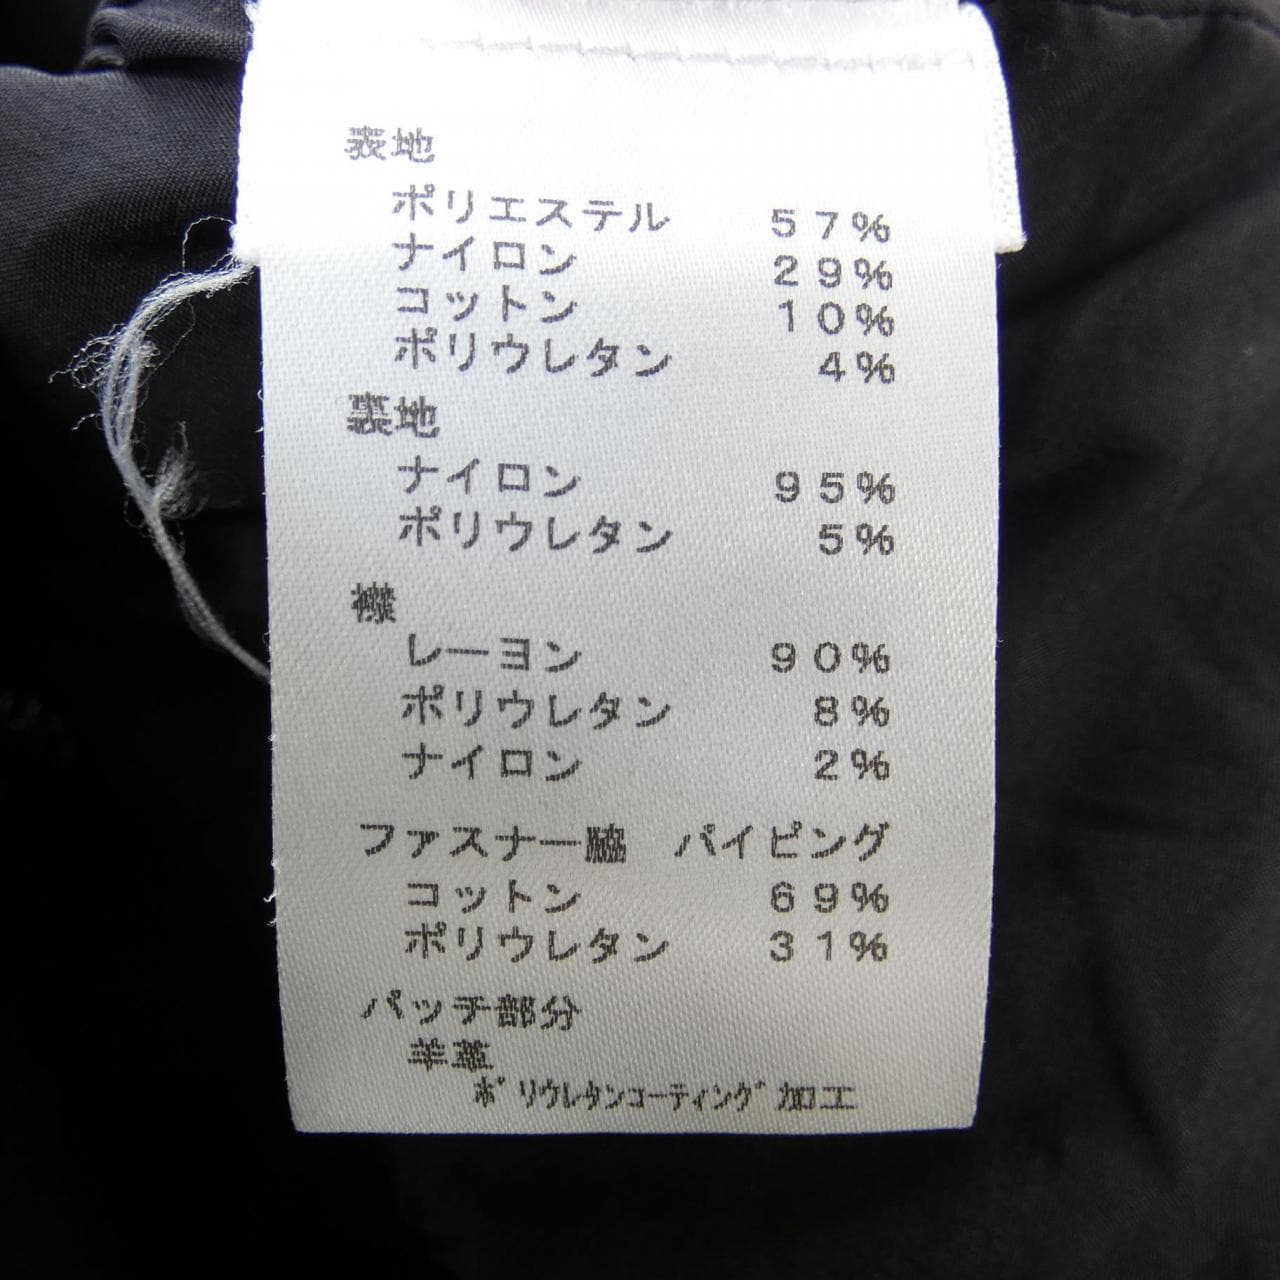 表地
ポリエステル 57%
ナイロン 29%
コットン 10%
ポリウレタン 4%
裏地
ナイロン 95%
ポリウレタン 5%
襟
レーヨン 90%
ポリウレタン 8%
ナイロン 2%
ファスナー脇 パイピング
コットン 69%
ポリウレタン 31%
パッチ部分
羊革
ポリウレタンコーティング加工